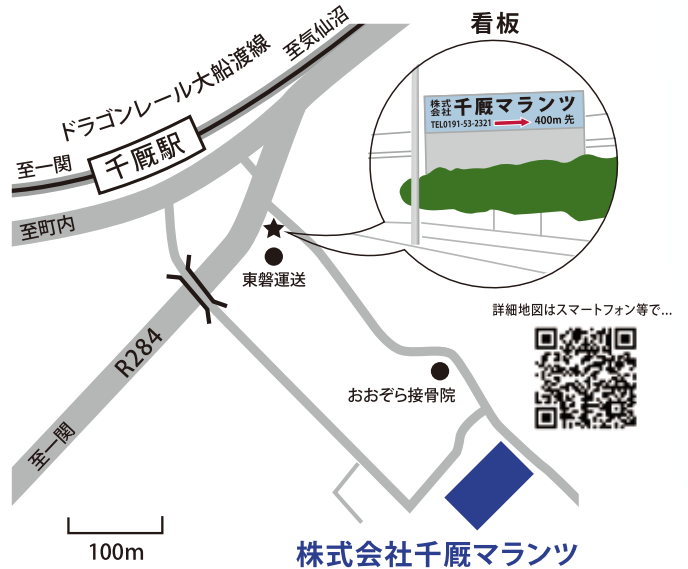 看板
至気仙沼
ドラゴンレール大船渡線
至一関
千厩駅
至町内
株式会社 千厩マランツ
TEL0191-53-2321 400m 先
東磐運送
詳細地図はスマートフォン等で...
R284
おおぞら接骨院
至一関
100m
株式会社千厩マランツ